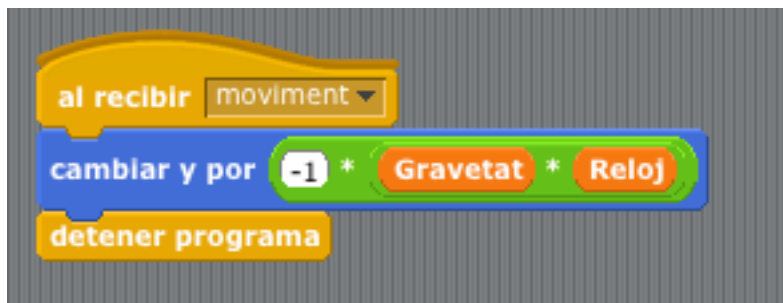 al recibir moviment
cambiar y por -1 * Gravetat * Reloj
detener programa